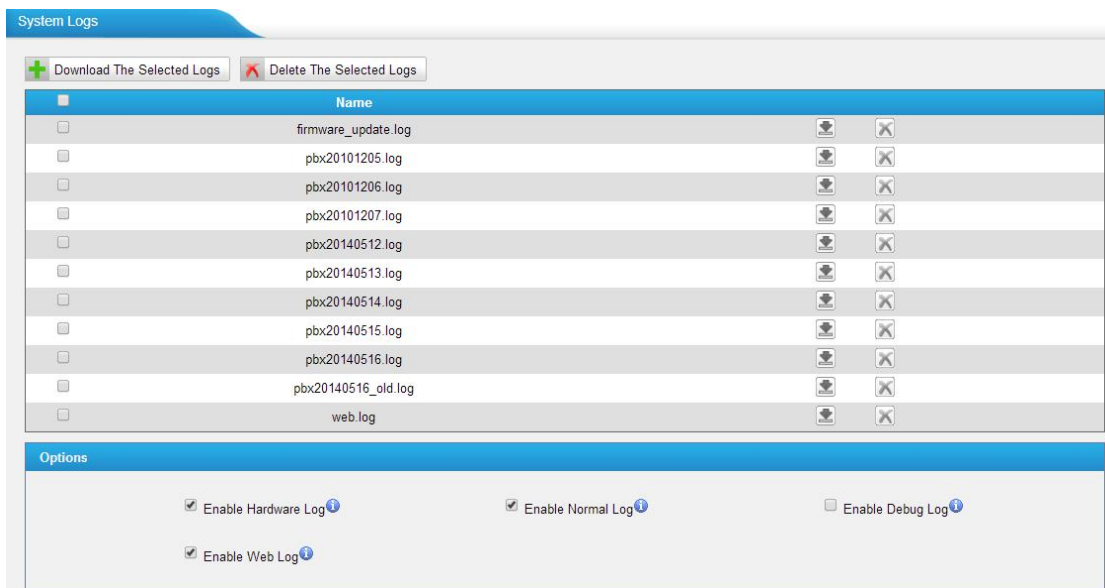 System Logs
Download The Selected Logs Delete The Selected Logs
Name
firmware_update.log
pbx20101205.log
pbx20101206.log
pbx20101207.log
pbx20140512.log
pbx20140513.log
pbx20140514.log
pbx20140515.log
pbx20140516.log
pbx20140516_old.log
web.log
Options
Enable Hardware Log Enable Normal Log Enable Debug Log
Enable Web Log